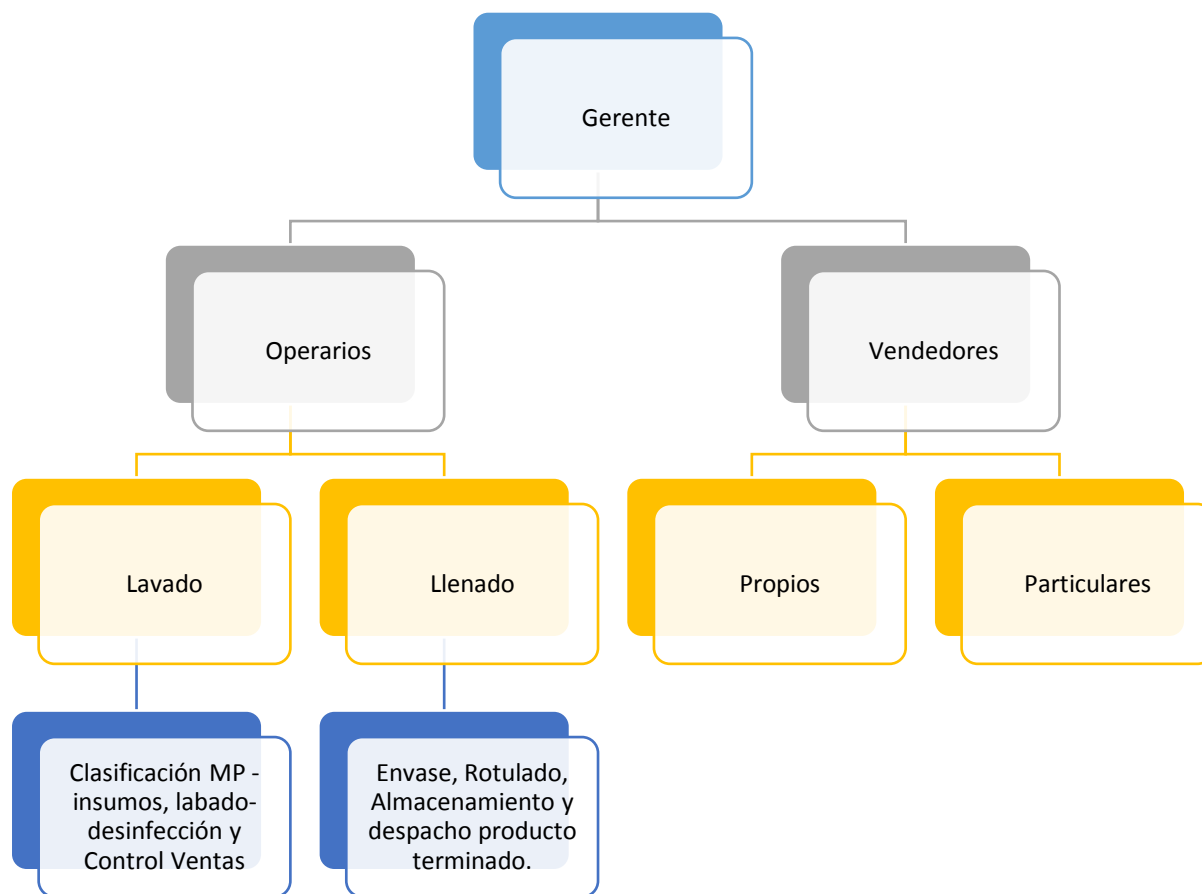 Gerente
Operarios
Vendedores
Lavado
Llenado
Propios
Particulares
Clasificación MP -
insumos, labado-
desinfección y
Control Ventas
Envase, Rotulado,
Almacenamiento y
despacho producto
terminado.